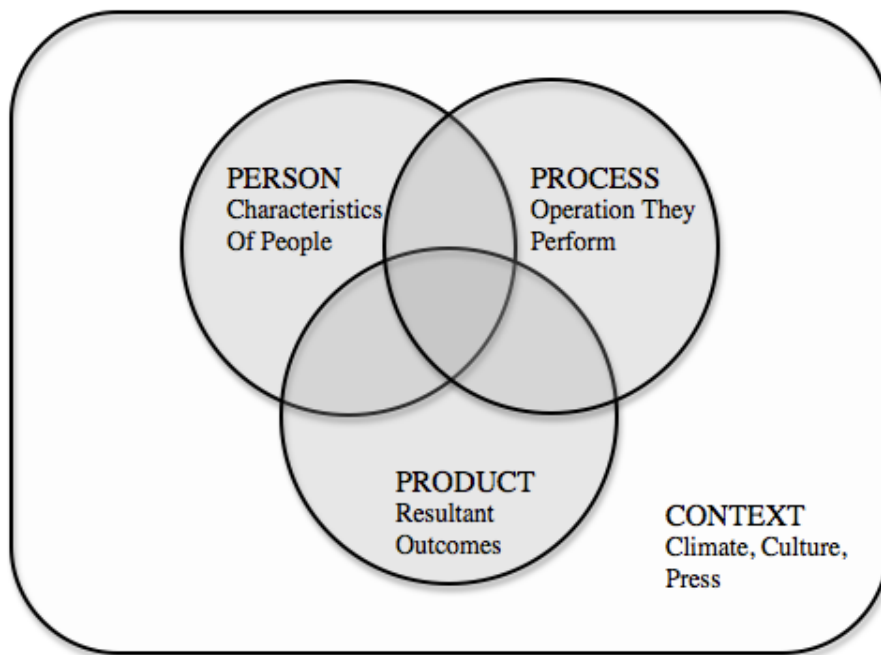 PERSON
Characteristics
Of People
PROCESS
Operation They
Perform
PRODUCT
Resultant
Outcomes
CONTEXT
Climate, Culture,
Press